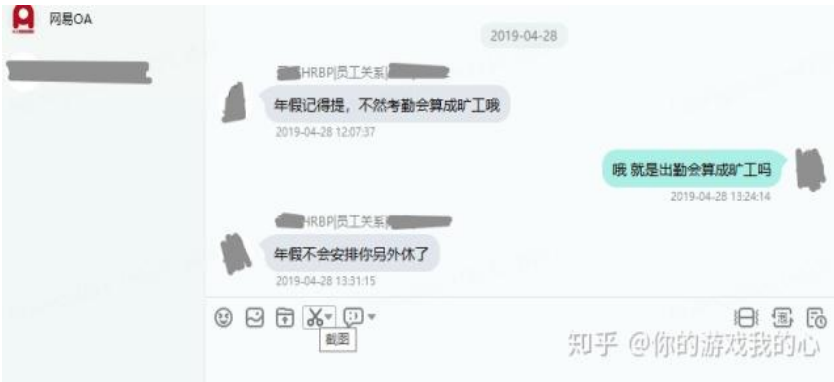 网易OA
2019-04-28
HRBP|员工关系|
年假记得提，不然考勤会算成旷工哦
2019-04-28 12:07:37
哦 就是出勤会算成旷工吗
2019-04-28 13:24:14
HRBP|员工关系|
年假不会安排你另外休了
2019-04-28 13:31:15
截图
知乎 @你的游戏我的心